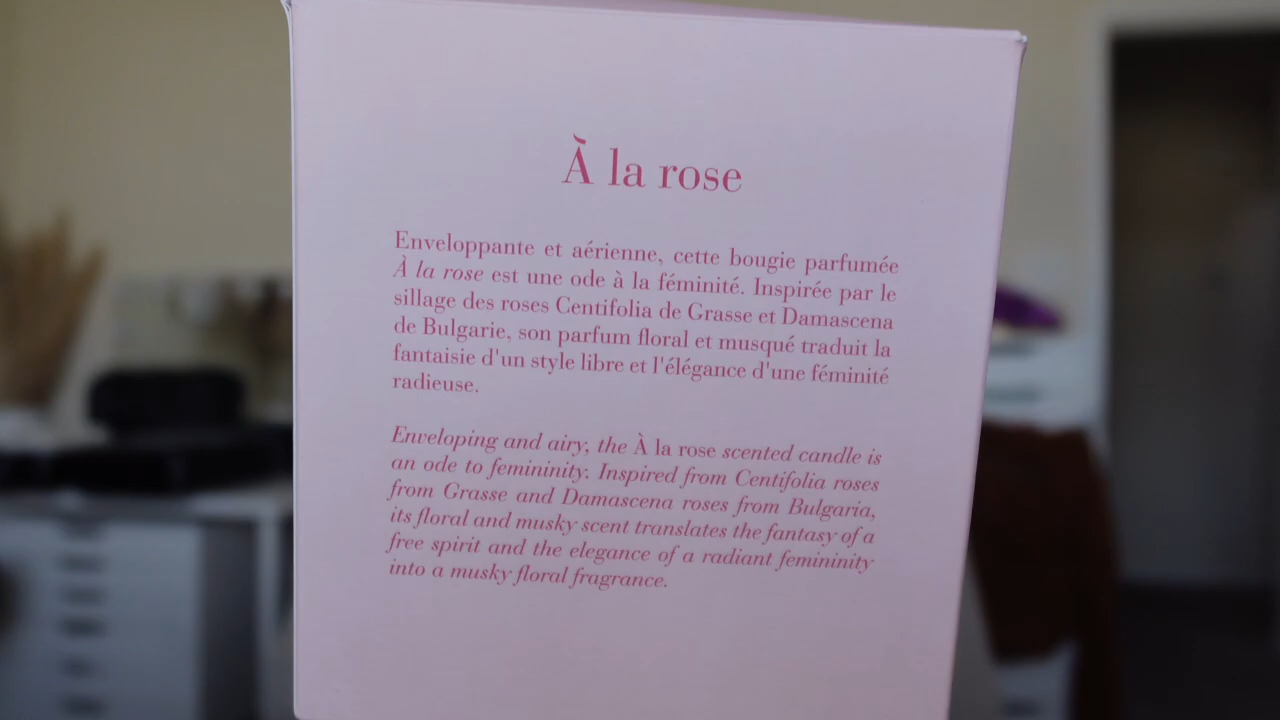 À la rose
Enveloppante et aérienne, cette bougie parfumée
À la rose est une ode à la féminité. Inspirée par le
sillage des roses Centifolia de Grasse et Damascena
de Bulgarie, son parfum floral et musqué traduit la
fantaisie d'un style libre et l'élégance d'une féminité
radieuse.
Enveloping and airy, the À la rose scented candle is
an ode to femininity. Inspired from Centifolia roses
from Grasse and Damascena roses from Bulgaria,
its floral and musky scent translates the fantasy of a
free spirit and the elegance of a radiant femininity
into a musky floral fragrance.